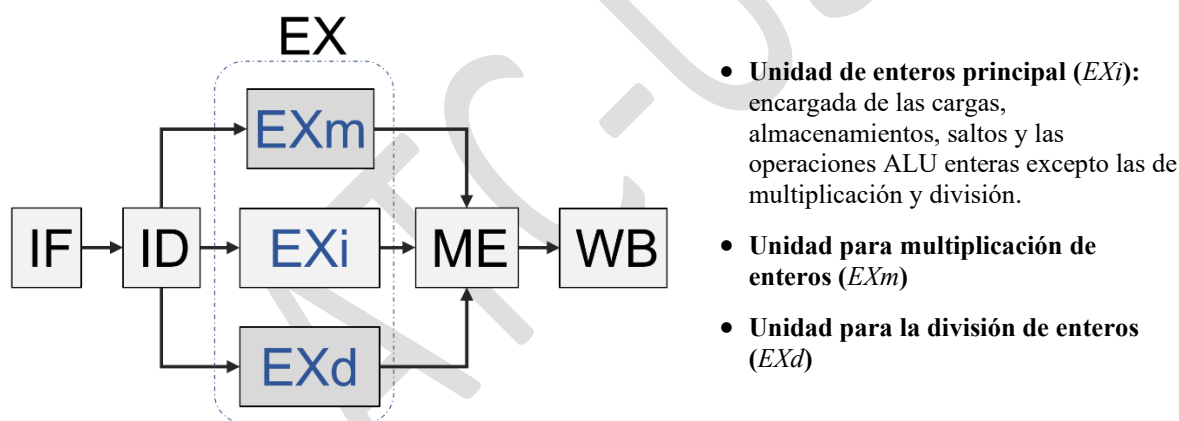 EX
EXm
IF
ID
EXi
ME
WB
EXd
• Unidad de enteros principal (EXi):
encargada de las cargas,
almacenamientos, saltos y las
operaciones ALU enteras excepto las de
multiplicación y división.
• Unidad para multiplicación de
enteros (EXm)
• Unidad para la división de enteros
(EXd)